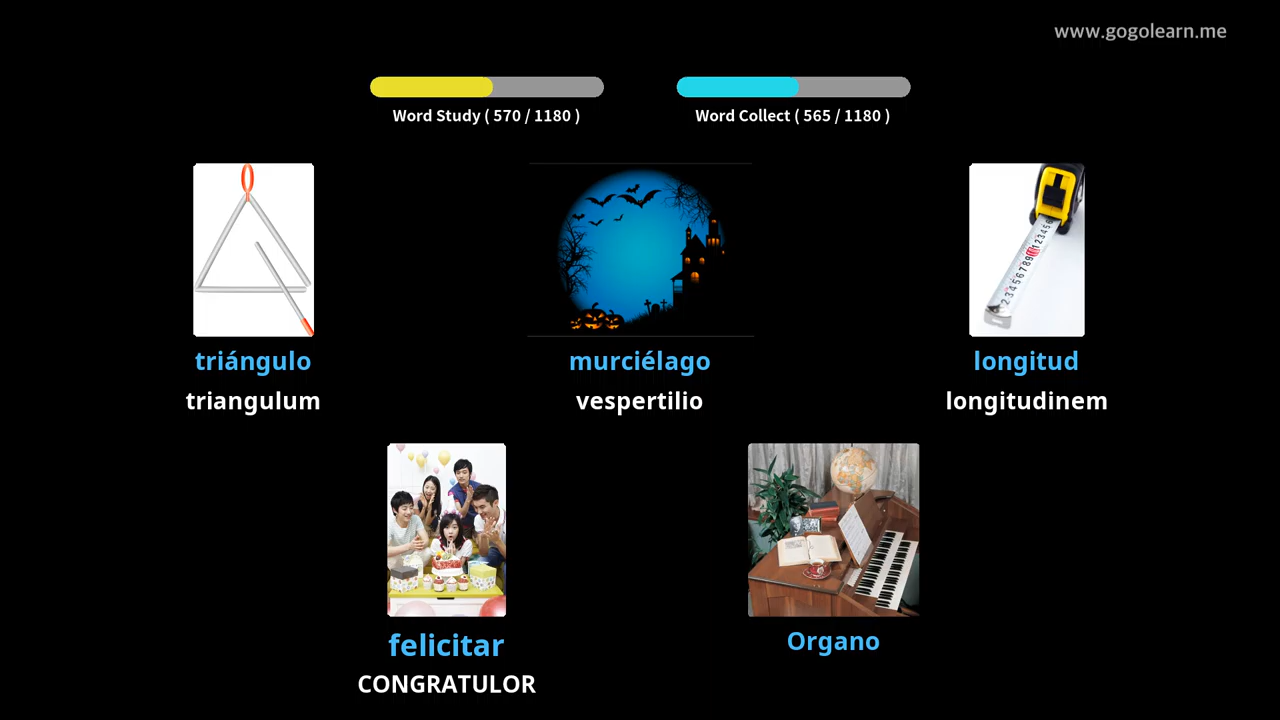 www.gogolearn.me
Word Study ( 570 / 1180 )
Word Collect ( 565 / 1180 )
triángulo
triangulum
murciélago
vespertilio
longitud
longitudinem
felicitar
CONGRATULOR
Organo